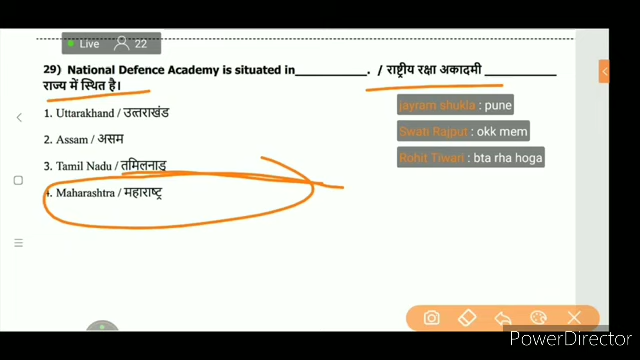 Live 22
29) National Defence Academy is situated in___________. / राष्ट्रीय रक्षा अकादमी ___________
राज्य में स्थित है।
1. Uttarakhand / उत्तराखंड
2. Assam / असम
3. Tamil Nadu / तमिलनाडु
4. Maharashtra / महाराष्ट्र
jayram shukla : pune
Swati Rajput : okk mem
Rohit Tiwari : bta rha hoga
PowerDirector